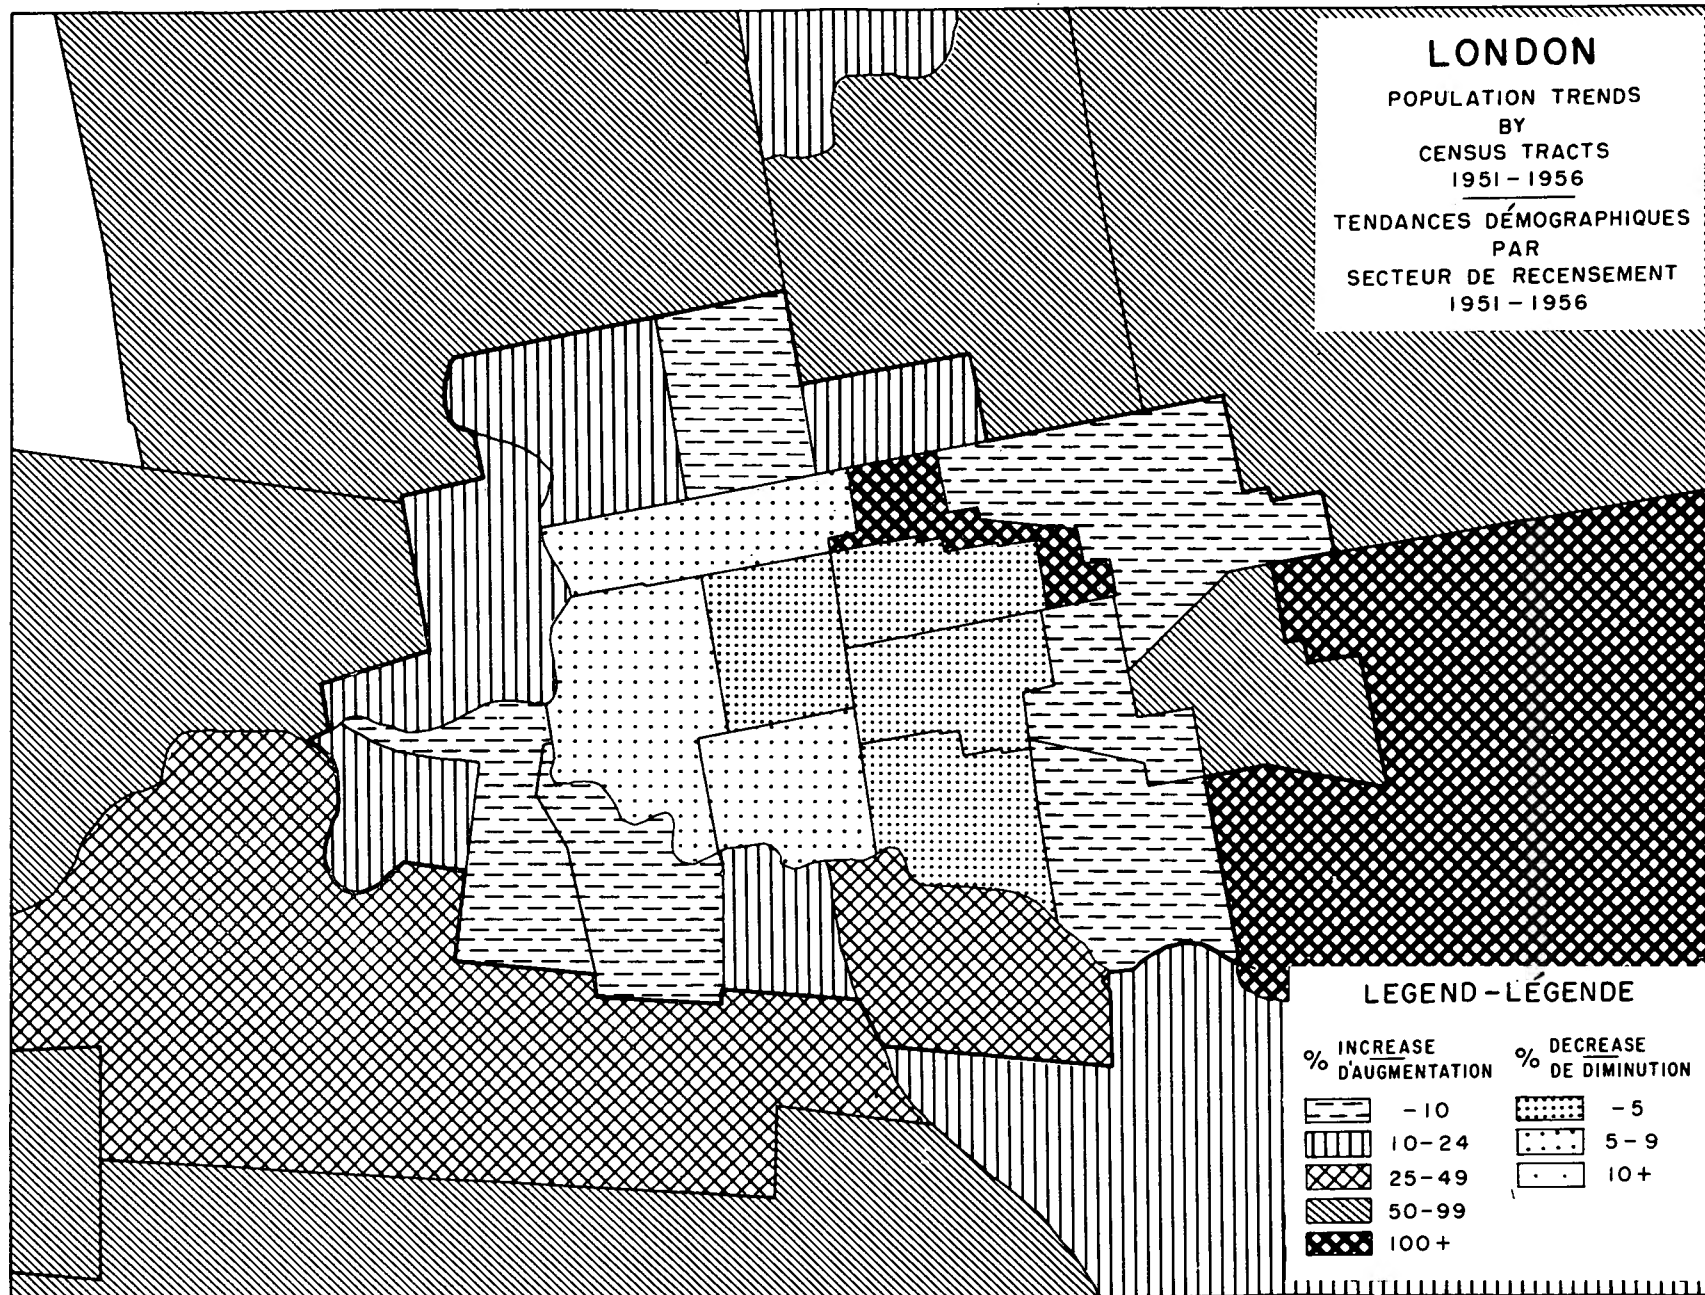 LONDON
POPULATION TRENDS
BY
CENSUS TRACTS
1951-1956
TENDANCES DÉMOGRAPHIQUES
PAR
SECTEUR DE RECENSEMENT
1951-1956
LEGEND-LÉGENDE
% INCREASE
D'AUGMENTATION
-10
10-24
25-49
50-99
100+
% DECREASE
DE DIMINUTION
-5
5-9
10+